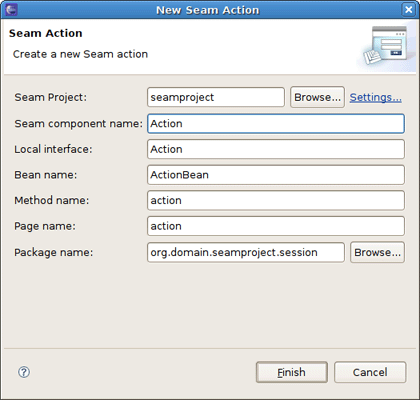 New Seam Action
Seam Action
Create a new Seam action
Seam Project: seamproject Browse... Settings...
Seam component name: Action
Local interface: Action
Bean name: ActionBean
Method name: action
Page name: action
Package name: org.domain.seamproject.session Browse...
? Finish Cancel